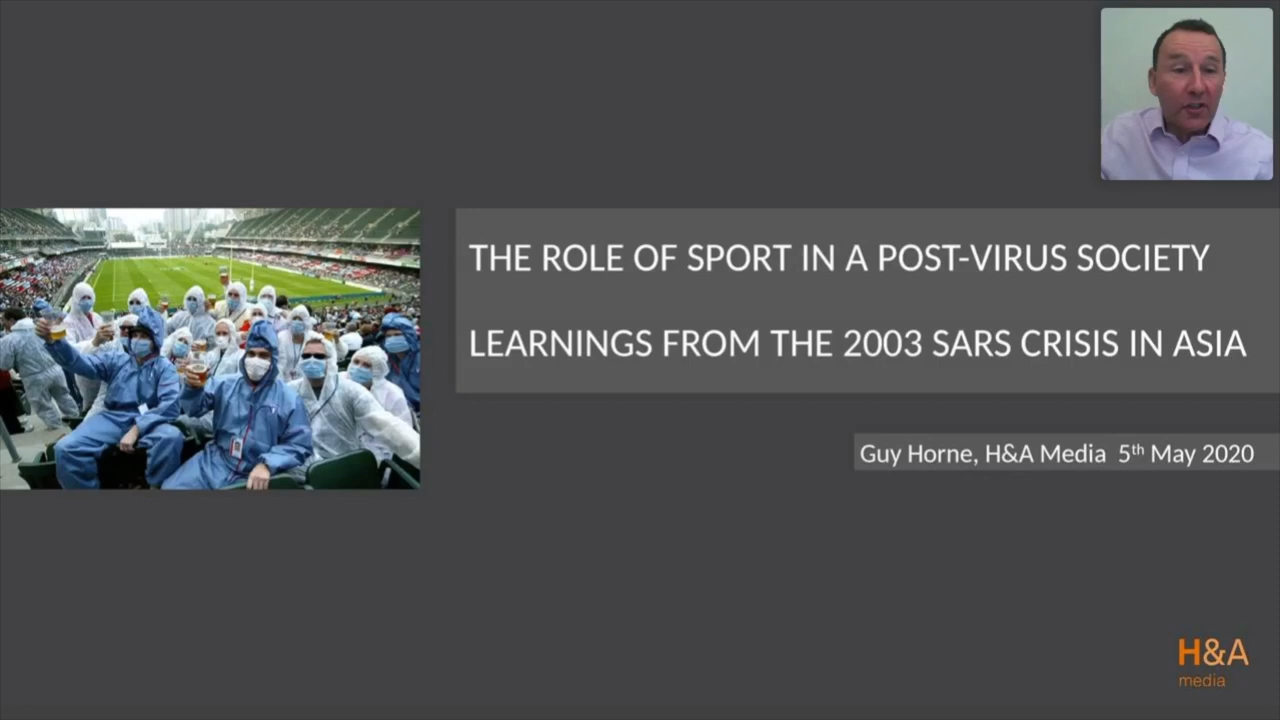 THE ROLE OF SPORT IN A POST-VIRUS SOCIETY
LEARNINGS FROM THE 2003 SARS CRISIS IN ASIA
Guy Horne, H&A Media 5th May 2020
H&A
media